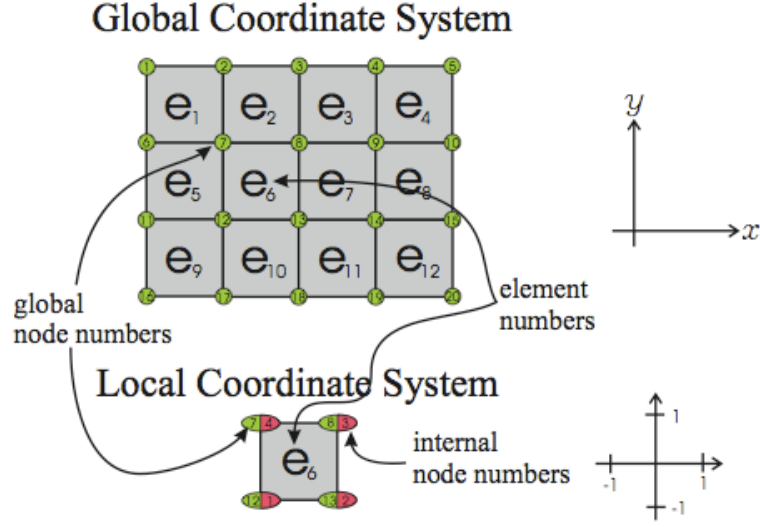 Global Coordinate System
1 2 3 4 5
e1 e2 e3 e4
y
6 7 8 9 10
e5 e6 e7 e8
x
11 12 13 14 15
e9 e10 e11 e12
16 17 18 19 20
element
numbers
global
node numbers
Local Coordinate System
7 4 8 3
1
e6
internal
node numbers
-1 1
12 1 13 2
-1